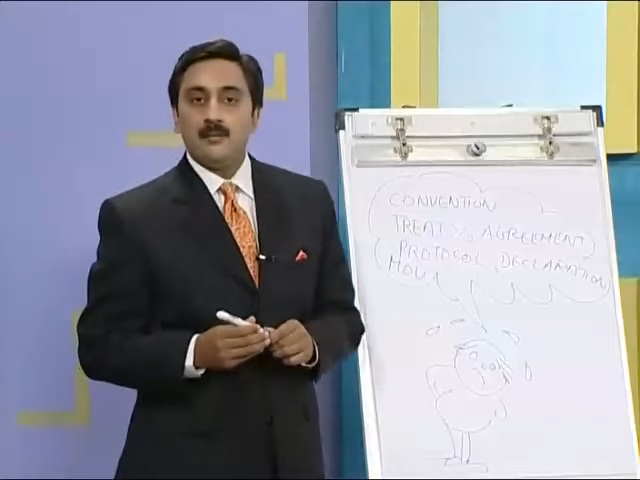 CONVENTION
TREATY, AGREEMENT
PROTOCOL, DECLARATION
MOU